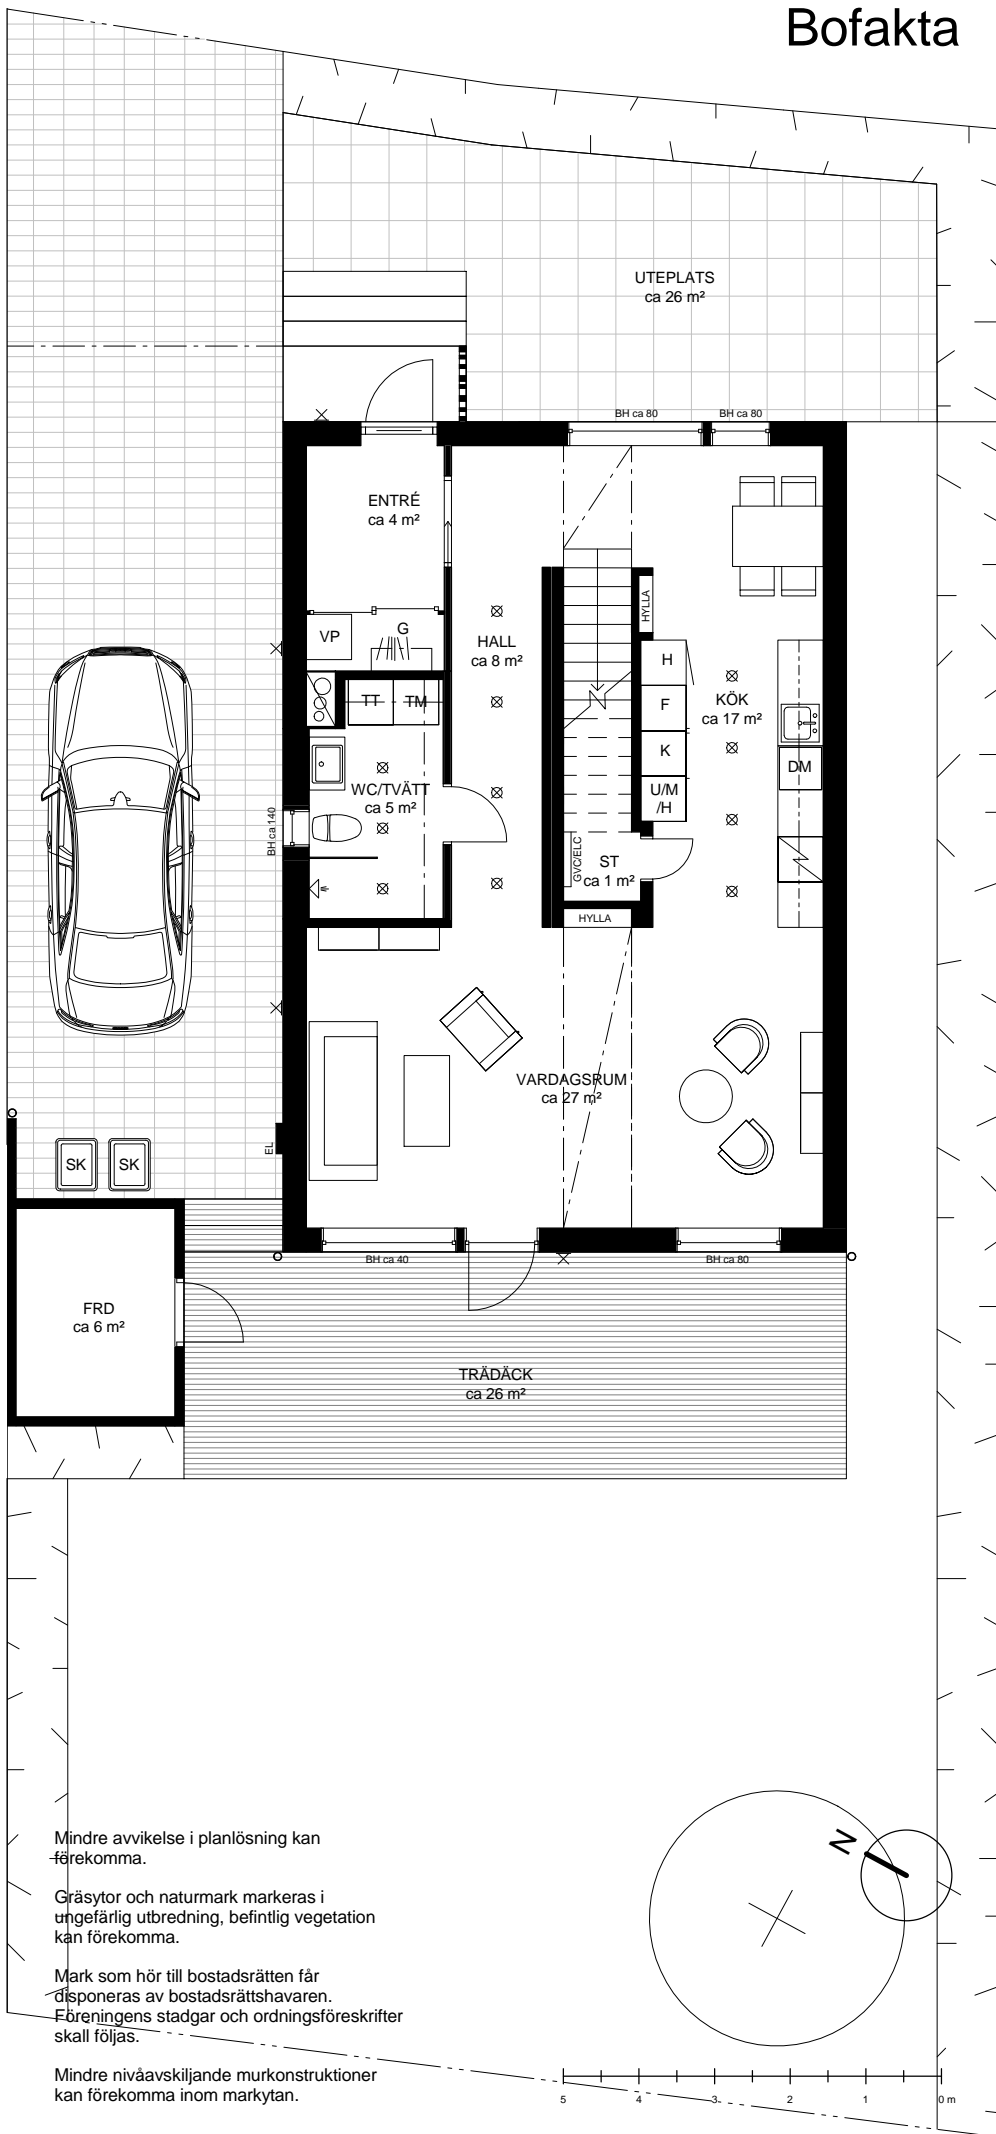 Bofakta
UTEPLATS
ca 26 m²
BH ca 80
BH ca 80
ENTRÉ
ca 4 m²
HYLLA
VP
G
HALL
ca 8 m²
H
F
K
U/M
/H
KÖK
ca 17 m²
TT
TM
DM
WC/TVÄTT
ca 5 m²
BH ca 140
GVC/ELC
ST
ca 1 m²
HYLLA
VARDAGSRUM
ca 27 m²
EL
SK
SK
BH ca 40
BH ca 80
FRD
ca 6 m²
TRÄDÄCK
ca 26 m²
N
Mindre avvikelse i planlösning kan
förekomma.
Gräsytor och naturmark markeras i
ungefärlig utbredning, befintlig vegetation
kan förekomma.
Mark som hör till bostadsrätten får
disponeras av bostadsrättshavaren.
Föreningens stadgar och ordningsföreskrifter
skall följas.
Mindre nivåavskiljande murkonstruktioner
kan förekomma inom markytan.
5 4 3 2 1 0 m